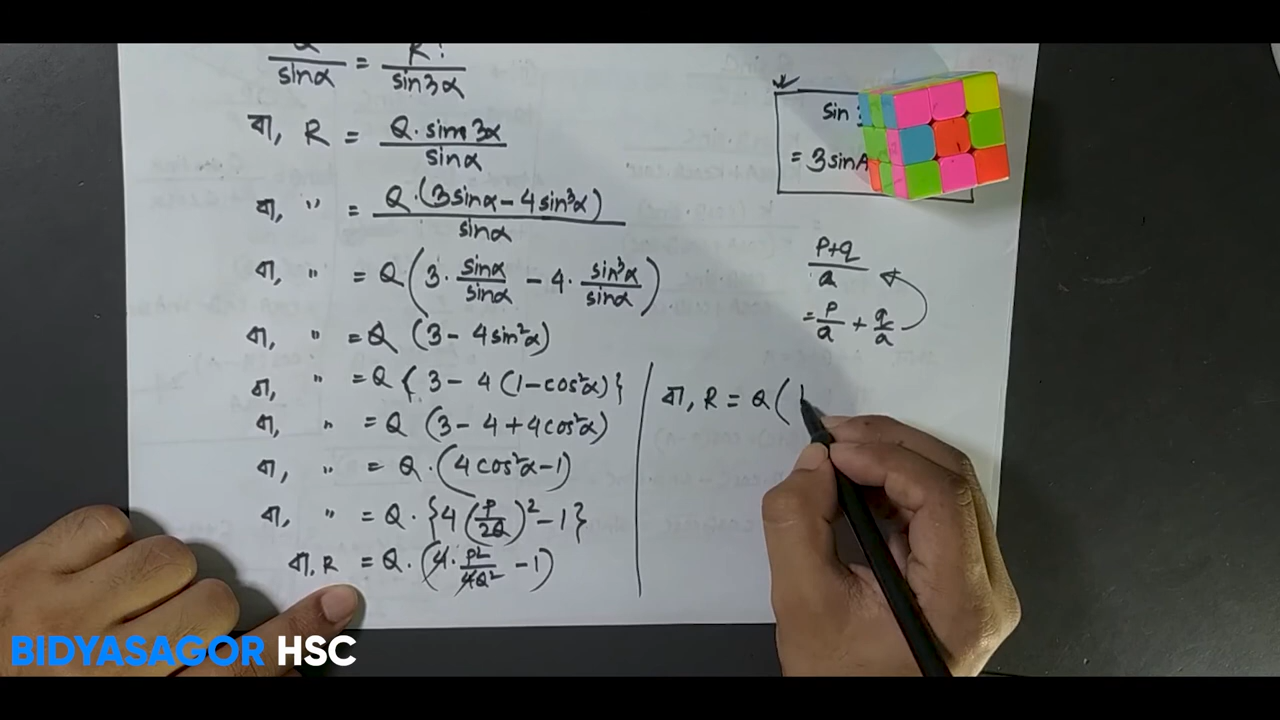 Q/sinα = R/sin3α
বা, R = Q·sin3α/sinα
বা, " = Q·(3sinα - 4sin³α)/sinα
বা, " = Q(3·sinα/sinα - 4·sin³α/sinα)
বা, " = Q (3 - 4sin²α)
বা, " = Q{3 - 4(1-cos²α)}
বা, " = Q (3 - 4 + 4cos²α)
বা, " = Q·(4cos²α-1)
বা, " = Q·{4(P/2Q)² - 1}
বা, R = Q·(4·P²/4Q² - 1)
sin
= 3sinA
P+q/a
= P/a + q/a
বা, R = Q(
BIDYASAGOR HSC